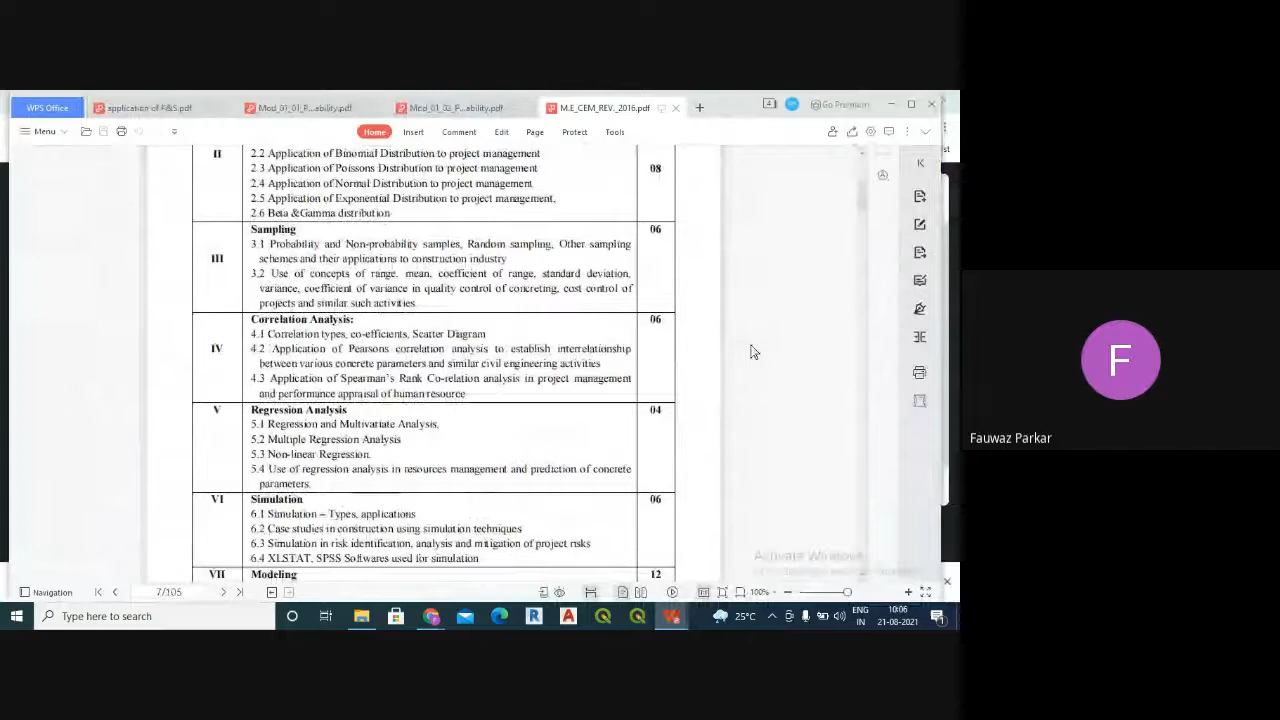 WPS Office
application of P&S.pdf
Mod_01_01_P...ability.pdf
Mod_01_02_P...ability.pdf
M.E_CEM_REV._2016.pdf
Go Premium
Menu
Home
Insert
Comment
Edit
Page
Protect
Tools
II
2.2 Application of Binomial Distribution to project management
2.3 Application of Poissons Distribution to project management
08
2.4 Application of Normal Distribution to project management
2.5 Application of Exponential Distribution to project management,
2.6 Beta &Gamma distribution
Sampling
06
3.1 Probability and Non-probability samples, Random sampling, Other sampling
schemes and their applications to construction industry
III
3.2 Use of concepts of range, mean, coefficient of range, standard deviation,
variance, coefficient of variance in quality control of concreting, cost control of
projects and similar such activities.
Correlation Analysis:
06
4.1 Correlation types, co-efficients, Scatter Diagram
IV
4.2 Application of Pearsons correlation analysis to establish interrelationship
between various concrete parameters and similar civil engineering activities
4.3 Application of Spearman's Rank Co-relation analysis in project management
and performance appraisal of human resource
V
Regression Analysis
04
5.1 Regression and Multivariate Analysis,
5.2 Multiple Regression Analysis
5.3 Non-linear Regression.
5.4 Use of regression analysis in resources management and prediction of concrete
parameters.
VI
Simulation
06
6.1 Simulation – Types, applications
6.2 Case studies in construction using simulation techniques
6.3 Simulation in risk identification, analysis and mitigation of project risks
6.4 XLSTAT, SPSS Softwares used for simulation
VII
Modeling
12
Activate Windows
Navigation
7/105
100%
Type here to search
25°C
ENG
IN
10:06
21-08-2021
F
Fauwaz Parkar